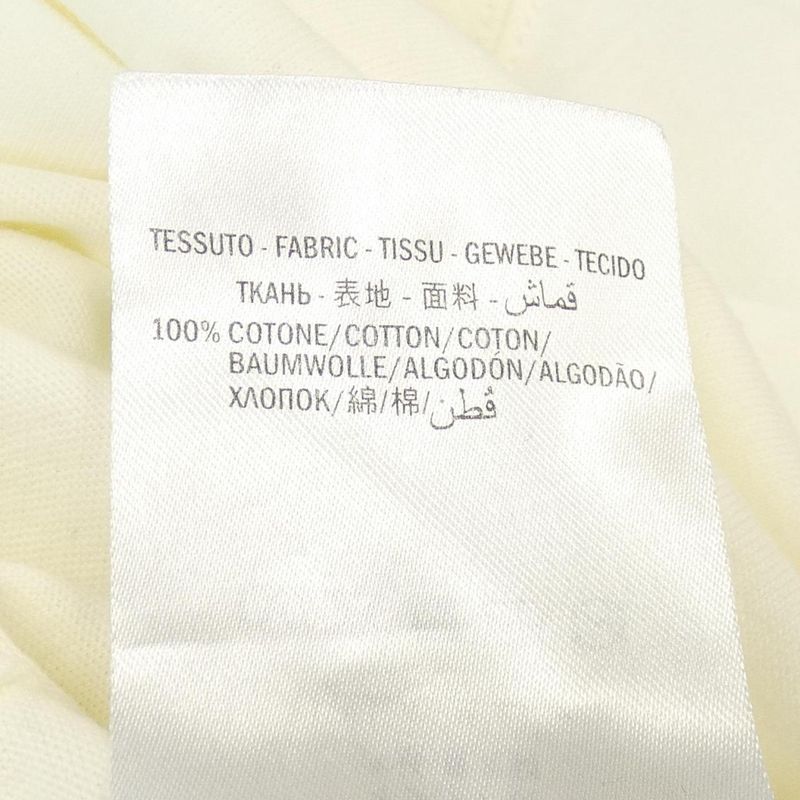 TESSUTO - FABRIC - TISSU - GEWEBE - TECIDO
ТКАНЬ - 表地 - 面料 - قماش
100% COTONE/COTTON/COTON/
BAUMWOLLE/ALGODÓN/ALGODÃO/
ХЛОПОК/綿/棉/قُطن